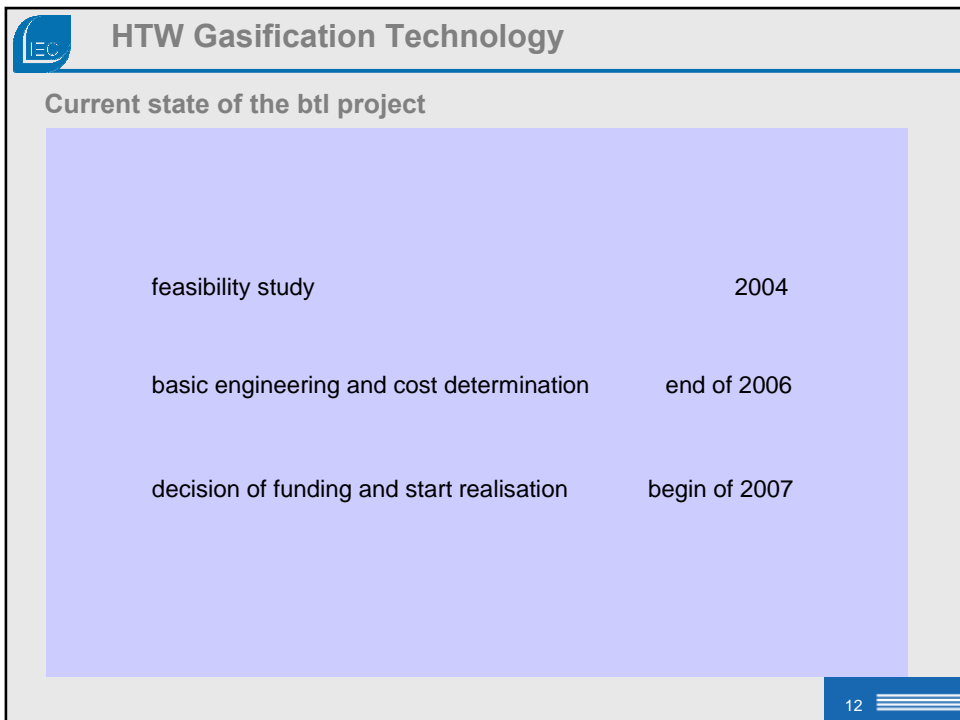 IEC
HTW Gasification Technology
Current state of the btl project
feasibility study 2004
basic engineering and cost determination end of 2006
decision of funding and start realisation begin of 2007
12